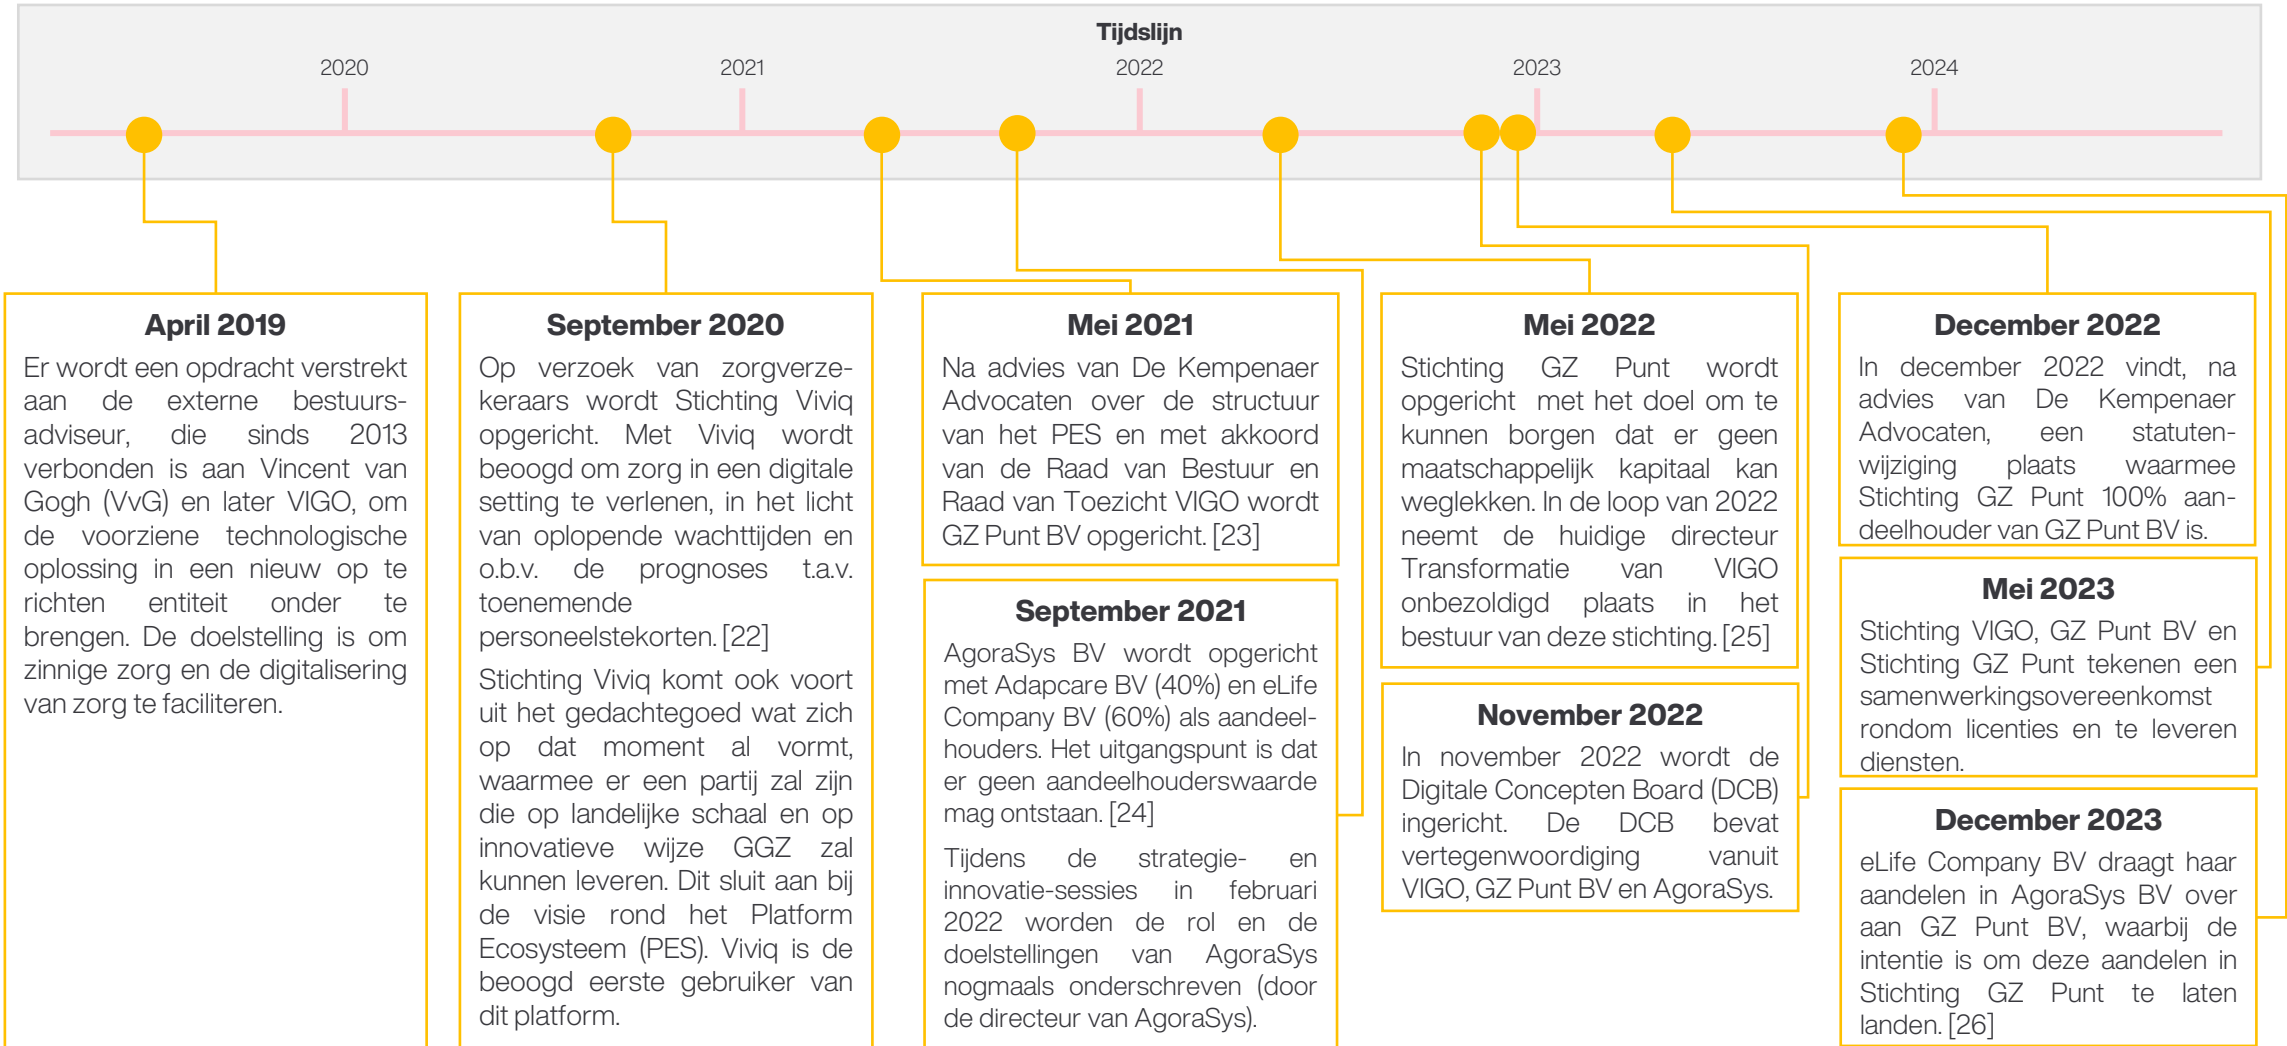 Tijdslijn
2020
2021
2022
2023
2024
April 2019
Er wordt een opdracht verstrekt
aan de externe bestuurs-
adviseur, die sinds 2013
verbonden is aan Vincent van
Gogh (VvG) en later VIGO, om
de voorziene technologische
oplossing in een nieuw op te
richten entiteit onder te
brengen. De doelstelling is om
zinnige zorg en de digitalisering
van zorg te faciliteren.
September 2020
Op verzoek van zorgverze-
keraars wordt Stichting Viviq
opgericht. Met Viviq wordt
beoogd om zorg in een digitale
setting te verlenen, in het licht
van oplopende wachttijden en
o.b.v. de prognoses t.a.v.
toenemende
personeelstekorten. [22]
Stichting Viviq komt ook voort
uit het gedachtegoed wat zich
op dat moment al vormt,
waarmee er een partij zal zijn
die op landelijke schaal en op
innovatieve wijze GGZ zal
kunnen leveren. Dit sluit aan bij
de visie rond het Platform
Ecosysteem (PES). Viviq is de
beoogd eerste gebruiker van
dit platform.
Mei 2021
Na advies van De Kempenaer
Advocaten over de structuur
van het PES en met akkoord
van de Raad van Bestuur en
Raad van Toezicht VIGO wordt
GZ Punt BV opgericht. [23]
September 2021
AgoraSys BV wordt opgericht
met Adapcare BV (40%) en eLife
Company BV (60%) als aandeel-
houders. Het uitgangspunt is dat
er geen aandeelhouderswaarde
mag ontstaan. [24]
Tijdens de strategie- en
innovatie-sessies in februari
2022 worden de rol en de
doelstellingen van AgoraSys
nogmaals onderschreven (door
de directeur van AgoraSys).
Mei 2022
Stichting GZ Punt wordt
opgericht met het doel om te
kunnen borgen dat er geen
maatschappelijk kapitaal kan
weglekken. In de loop van 2022
neemt de huidige directeur
Transformatie van VIGO
onbezoldigd plaats in het
bestuur van deze stichting. [25]
November 2022
In november 2022 wordt de
Digitale Concepten Board (DCB)
ingericht. De DCB bevat
vertegenwoordiging vanuit
VIGO, GZ Punt BV en AgoraSys.
December 2022
In december 2022 vindt, na
advies van De Kempenaer
Advocaten, een statuten-
wijziging plaats waarmee
Stichting GZ Punt 100% aan-
deelhouder van GZ Punt BV is.
Mei 2023
Stichting VIGO, GZ Punt BV en
Stichting GZ Punt tekenen een
samenwerkingsovereenkomst
rondom licenties en te leveren
diensten.
December 2023
eLife Company BV draagt haar
aandelen in AgoraSys BV over
aan GZ Punt BV, waarbij de
intentie is om deze aandelen in
Stichting GZ Punt te laten
landen. [26]